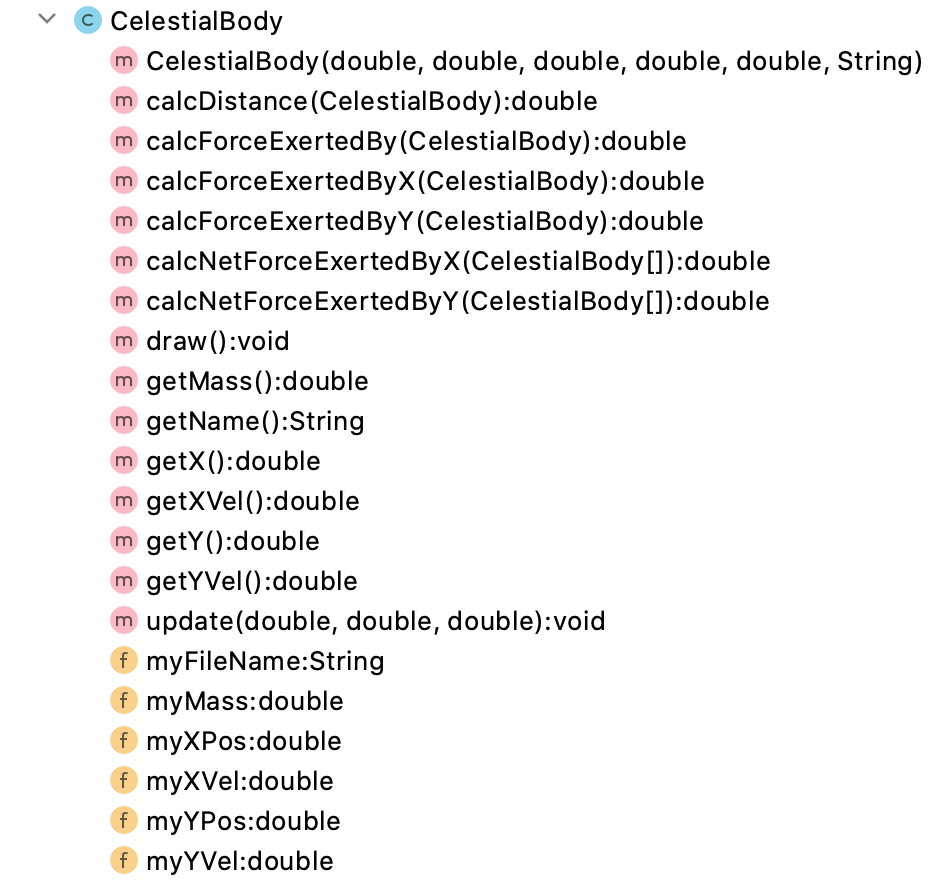 C CelestialBody
m CelestialBody(double, double, double, double, double, String)
m calcDistance(CelestialBody):double
m calcForceExertedBy(CelestialBody):double
m calcForceExertedByX(CelestialBody):double
m calcForceExertedByY(CelestialBody):double
m calcNetForceExertedByX(CelestialBody[]):double
m calcNetForceExertedByY(CelestialBody[]):double
m draw():void
m getMass():double
m getName():String
m getX():double
m getXVel():double
m getY():double
m getYVel():double
m update(double, double, double):void
f myFileName:String
f myMass:double
f myXPos:double
f myXVel:double
f myYPos:double
f myYVel:double